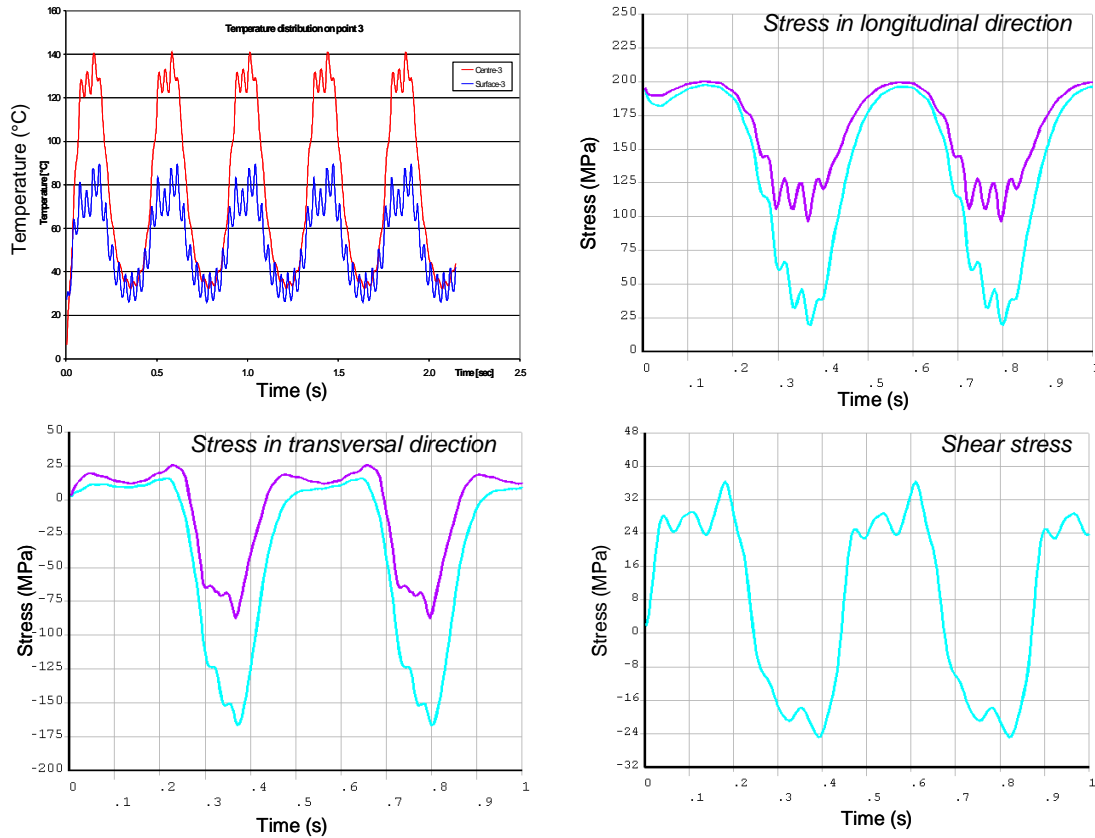 Temperature distribution on point 3
160
140
120
100
80
60
40
20
0
Temperature (°C)
Temperature [°C]
Centre-3
Surface-3
0.0 0.5 1.0 1.5 2.0 2.5
Time [sec]
Time (s)
Stress in longitudinal direction
250
225
200
175
150
125
100
75
50
25
0
Stress (MPa)
0 .2 .4 .6 .8 1
.1 .3 .5 .7 .9
Time (s)
Stress in transversal direction
50
25
0
-25
-50
-75
-100
-125
-150
-175
-200
Stress (MPa)
0 .2 .4 .6 .8 1
.1 .3 .5 .7 .9
Time (s)
Shear stress
48
40
32
24
16
8
0
-8
-16
-24
-32
Stress (MPa)
0 .2 .4 .6 .8 1
.1 .3 .5 .7 .9
Time (s)